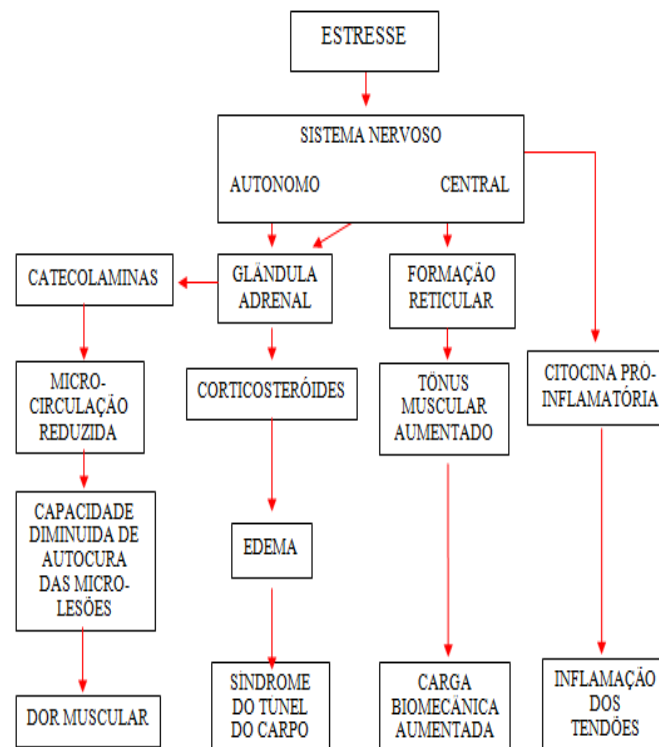 ESTRESSE
SISTEMA NERVOSO
AUTONOMO CENTRAL
CATECOLAMINAS
GLÂNDULA
ADRENAL
FORMAÇÃO
RETICULAR
MICRO-
CIRCULAÇÃO
REDUZIDA
CORTICOSTERÓIDES
TÔNUS
MUSCULAR
AUMENTADO
CITOCINA PRÓ-
INFLAMATÓRIA
CAPACIDADE
DIMINUIDA DE
AUTOCURA
DAS MICRO-
LESÕES
EDEMA
DOR MUSCULAR
SÍNDROME
DO TÚNEL
DO CARPO
CARGA
BIOMECÂNICA
AUMENTADA
INFLAMAÇÃO
DOS
TENDÕES